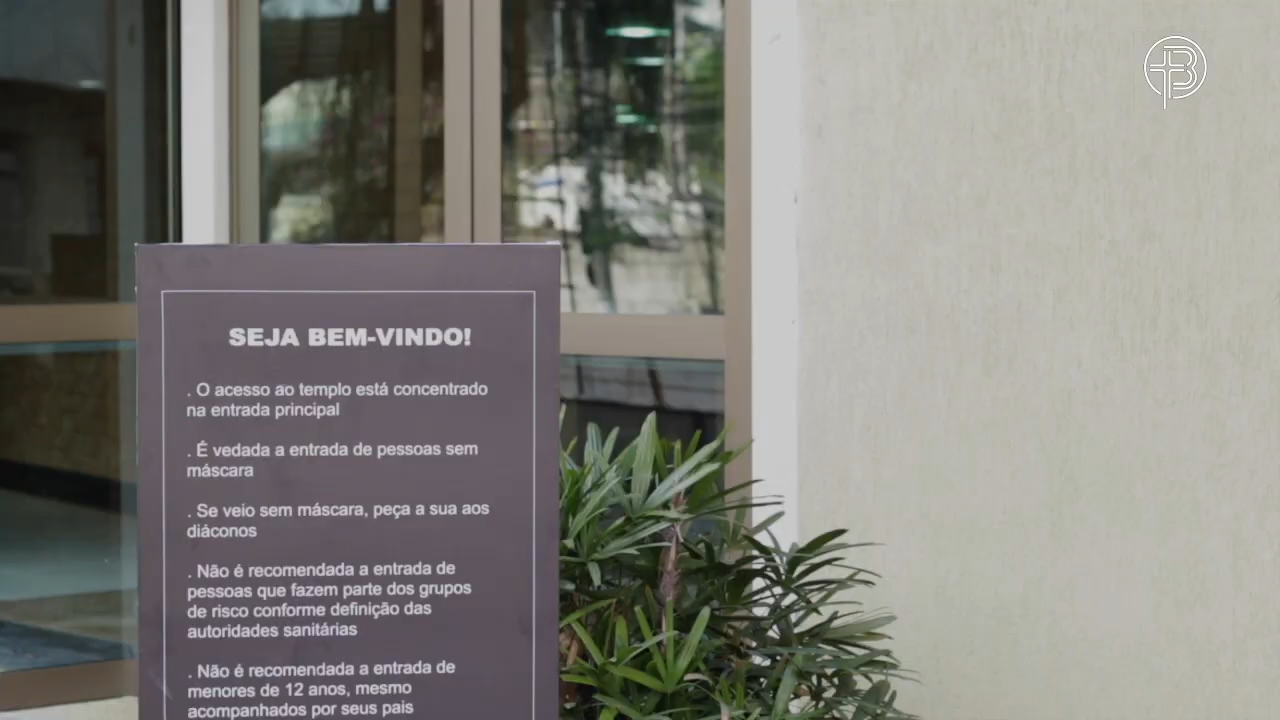 SEJA BEM-VINDO!
. O acesso ao templo está concentrado
na entrada principal
. É vedada a entrada de pessoas sem
máscara
. Se veio sem máscara, peça a sua aos
diáconos
. Não é recomendada a entrada de
pessoas que fazem parte dos grupos
de risco conforme definição das
autoridades sanitárias
. Não é recomendada a entrada de
menores de 12 anos, mesmo
acompanhados por seus pais